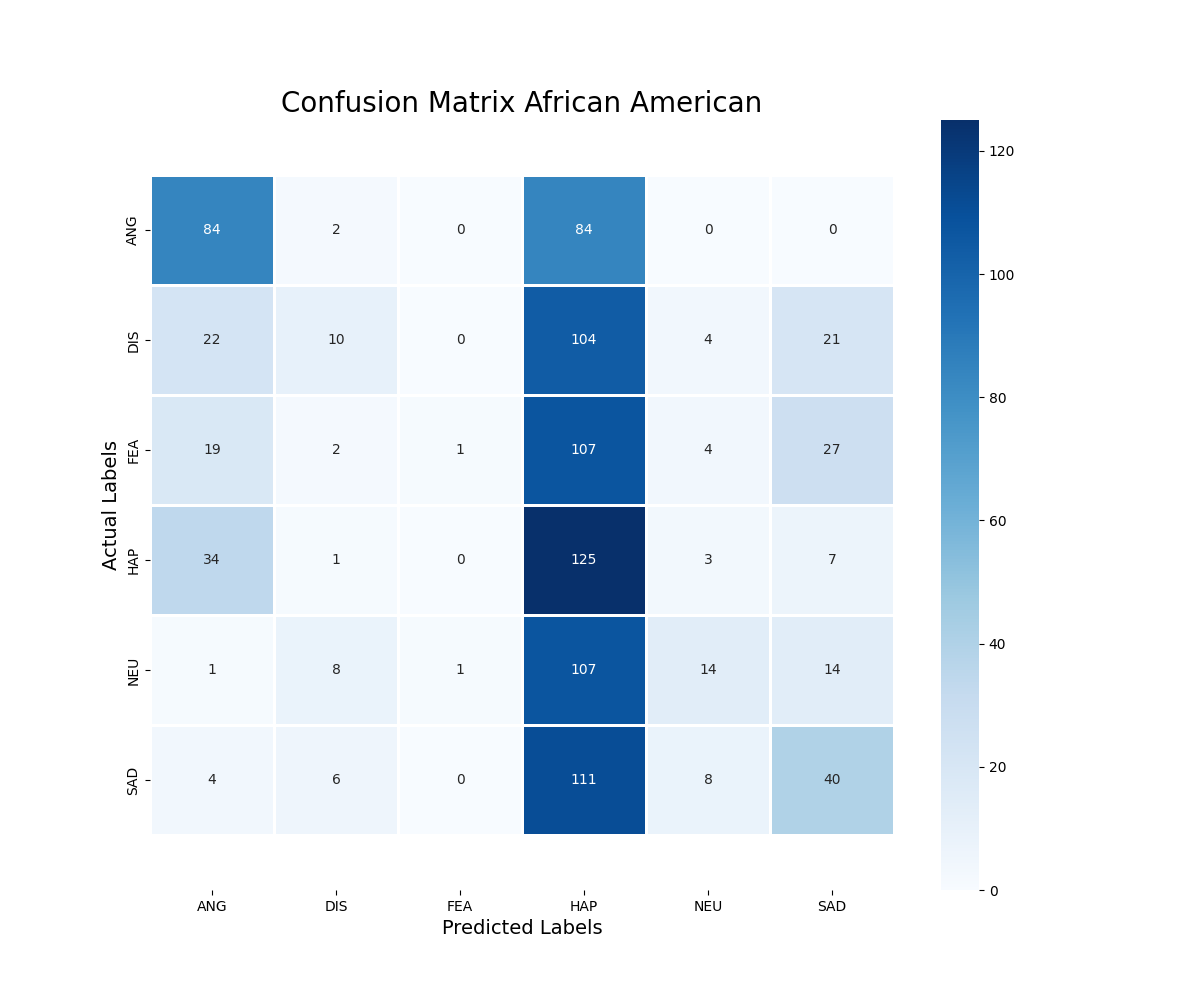 Confusion Matrix African American
120
100
80
60
40
20
0
Actual Labels
ANG 84 2 0 84 0 0
DIS 22 10 0 104 4 21
FEA 19 2 1 107 4 27
HAP 34 1 0 125 3 7
NEU 1 8 1 107 14 14
SAD 4 6 0 111 8 40
ANG DIS FEA HAP NEU SAD
Predicted Labels